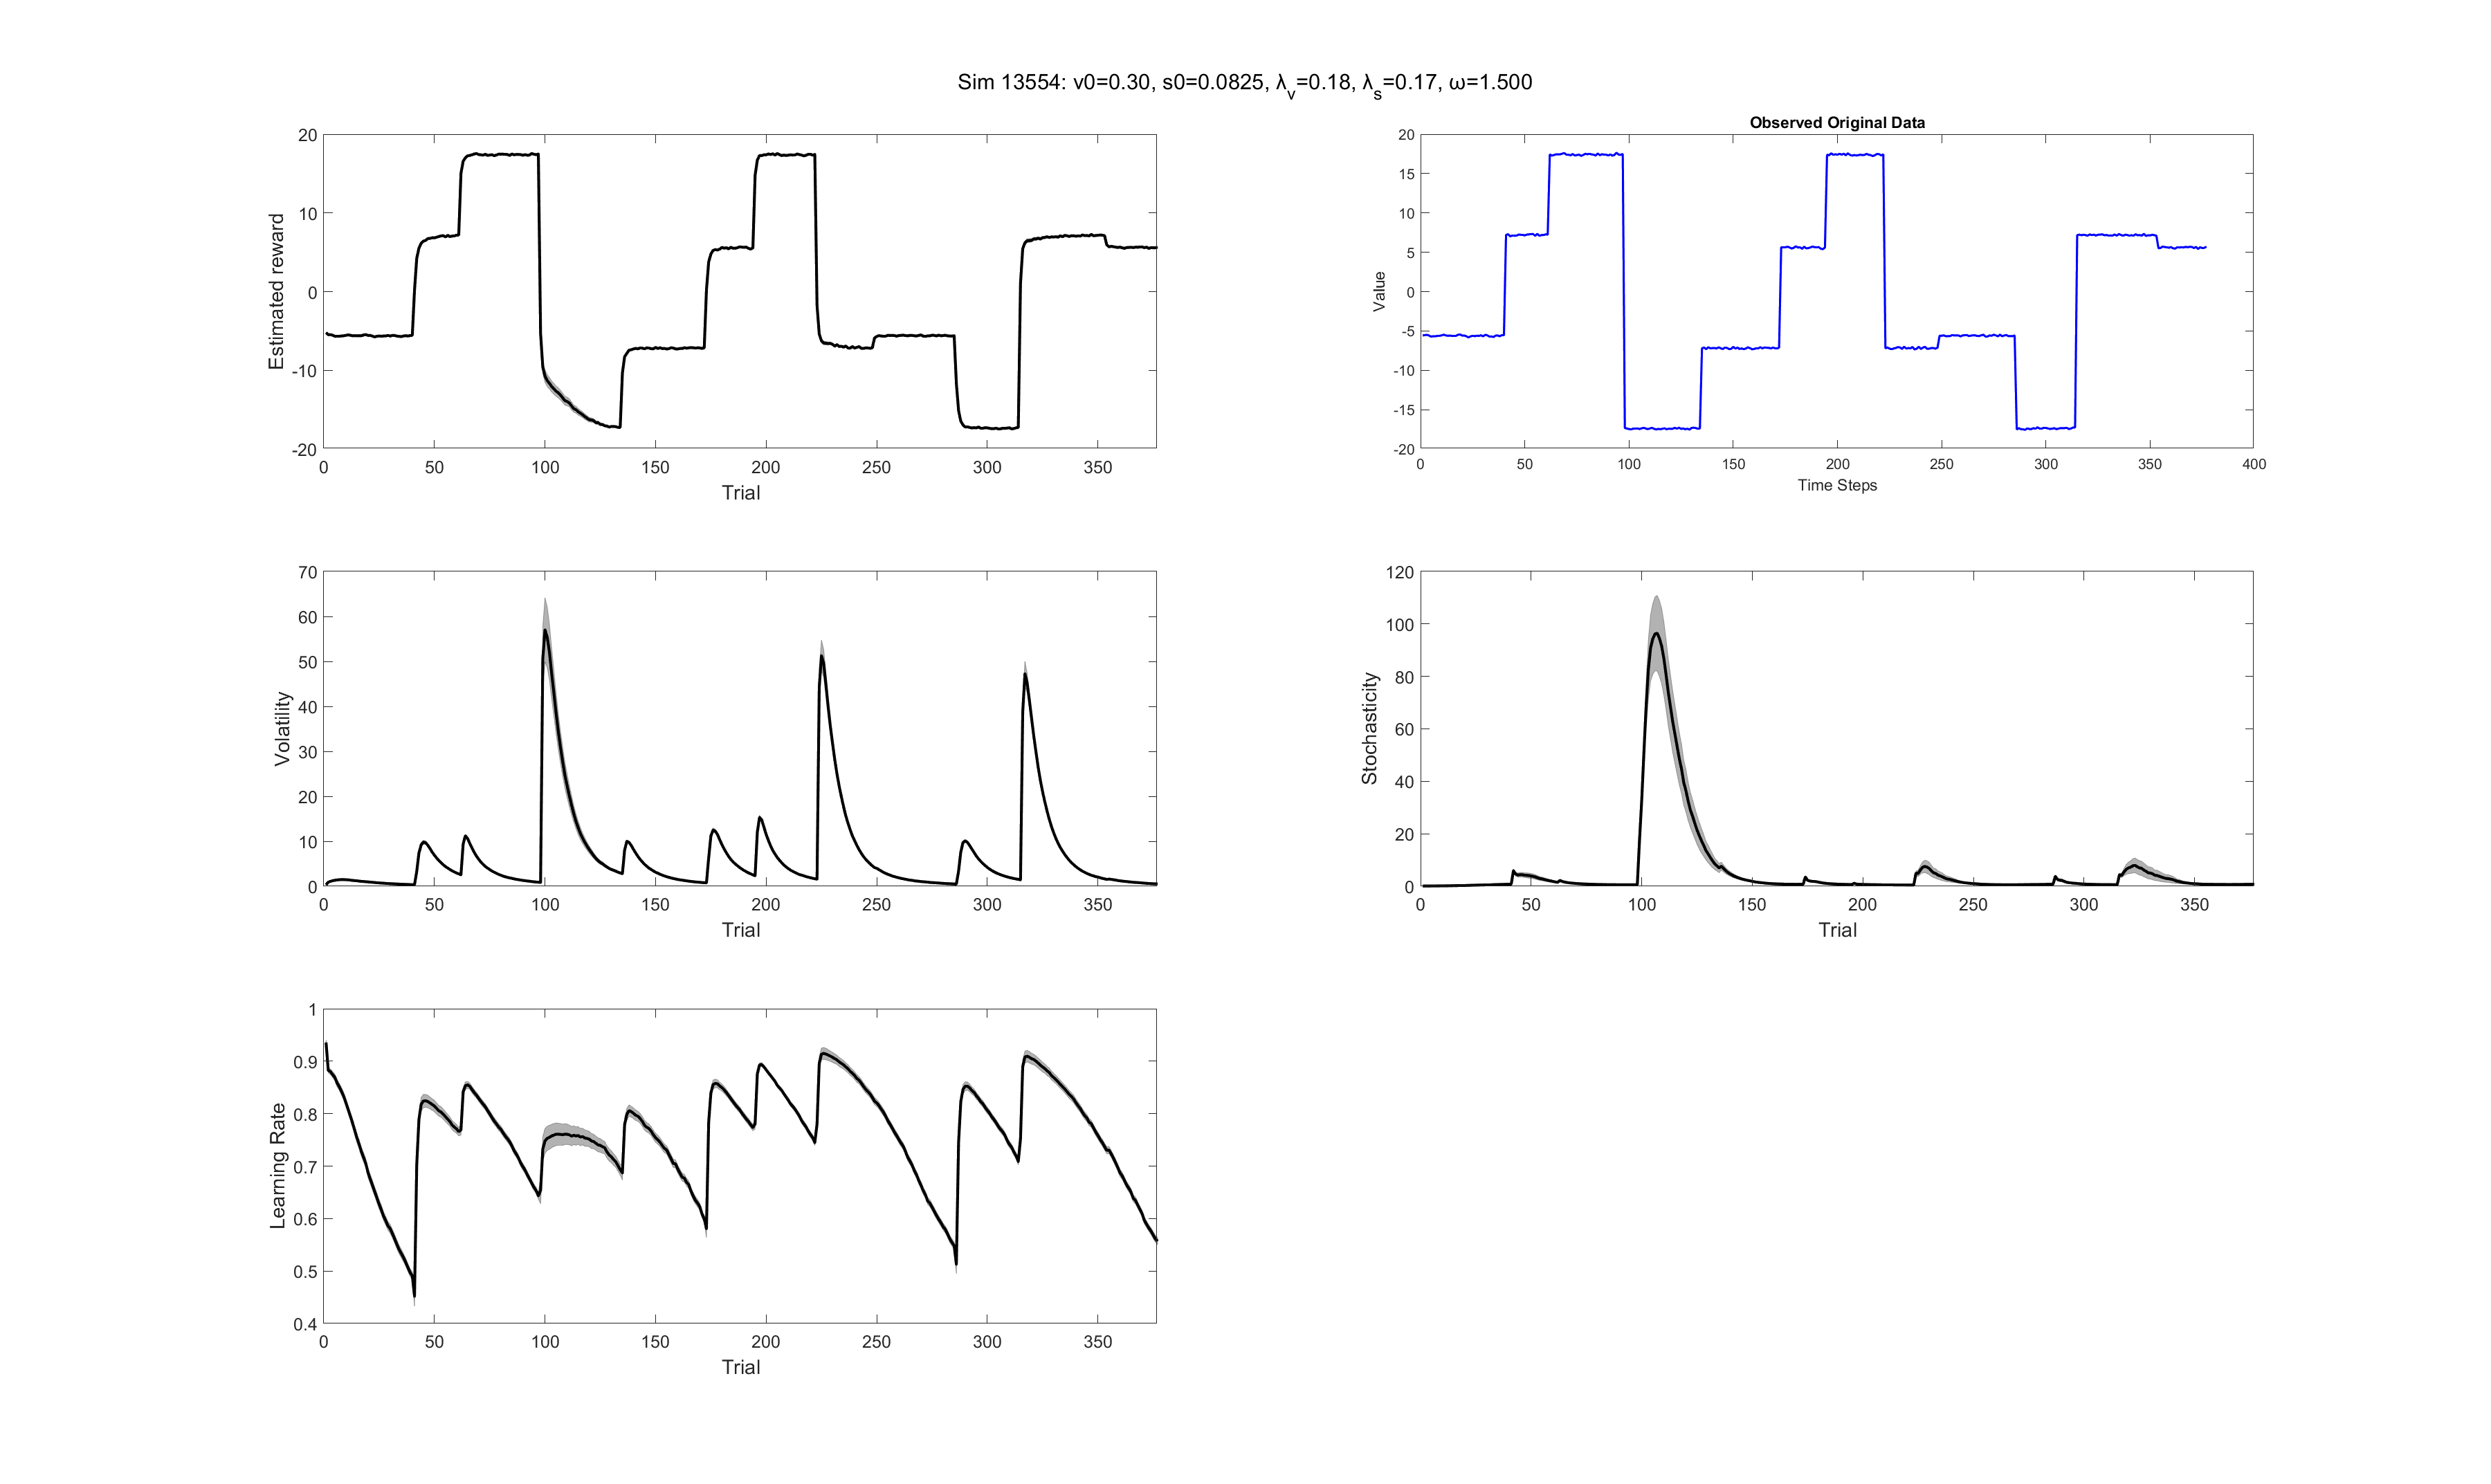 Sim 13554: v0=0.30, s0=0.0825, λv=0.18, λs=0.17, ω=1.500
Estimated reward
20
10
0
-10
-20
0 50 100 150 200 250 300 350
Trial
Observed Original Data
Value
20
15
10
5
0
-5
-10
-15
-20
0 50 100 150 200 250 300 350 400
Time Steps
Volatility
70
60
50
40
30
20
10
0
0 50 100 150 200 250 300 350
Trial
Stochasticity
120
100
80
60
40
20
0
0 50 100 150 200 250 300 350
Trial
Learning Rate
1
0.9
0.8
0.7
0.6
0.5
0.4
0 50 100 150 200 250 300 350
Trial